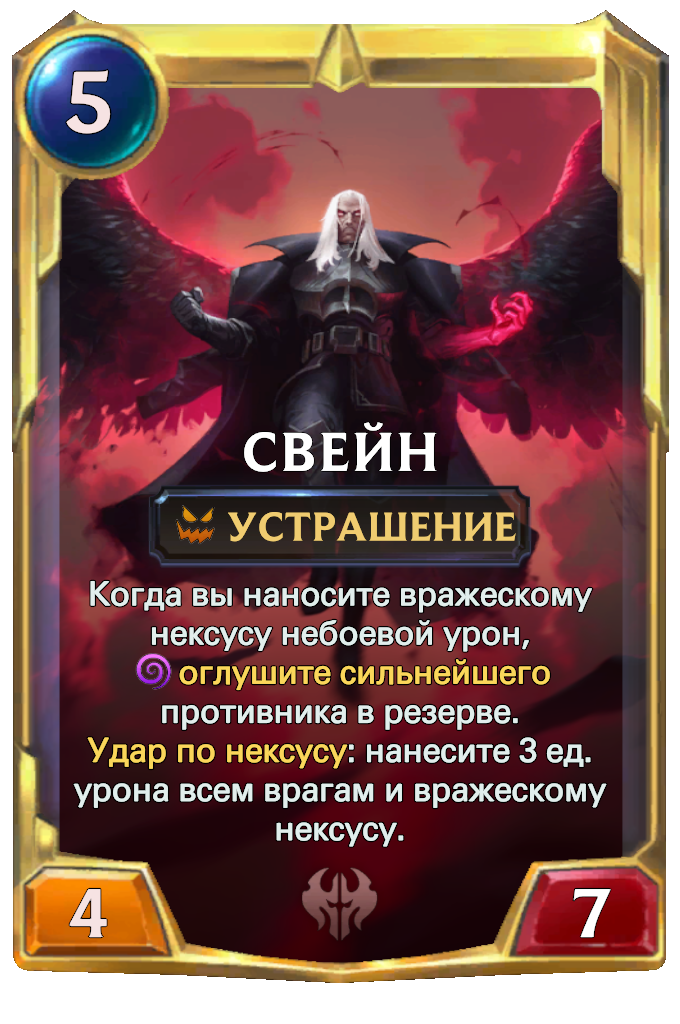 5
СВЕЙН
УСТРАШЕНИЕ
Когда вы наносите вражескому
нексусу небоевой урон,
оглушите сильнейшего
противника в резерве.
Удар по нексусу: нанесите 3 ед.
урона всем врагам и вражескому
нексусу.
4
7